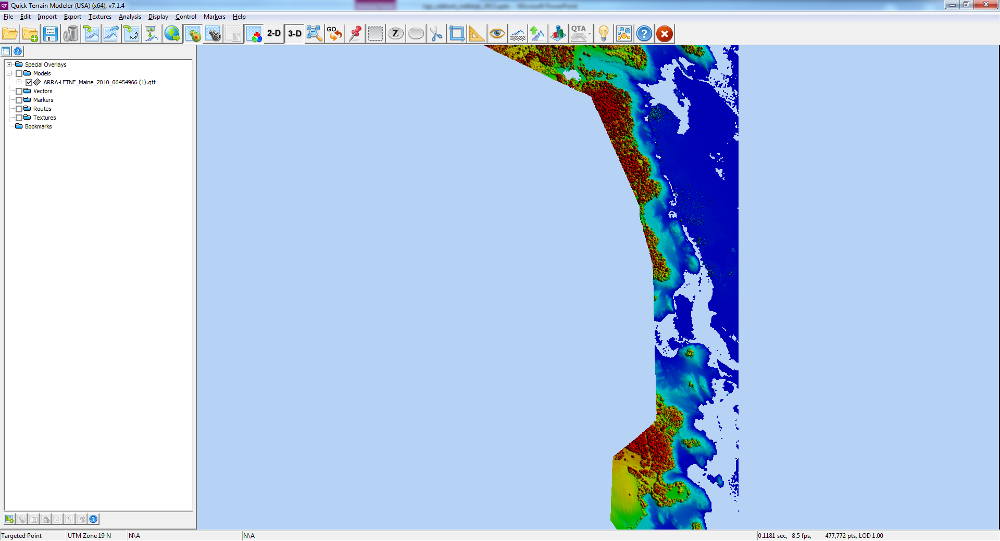 QT Quick Terrain Modeler (USA) (x64), v7.1.4
File Edit Import Export Textures Analysis Display Control Markers Help
2-D 3-D GO Z QTA ?
?
Special Overlays
Models
ARRA-LFTNE_Maine_2010_06454966 (1).qtt
Vectors
Markers
Routes
Textures
Bookmarks
?
Targeted Point UTM Zone 19 N N\A N\A 0.1181 sec, 8.5 fps, 477,772 pts, LOD 1.00